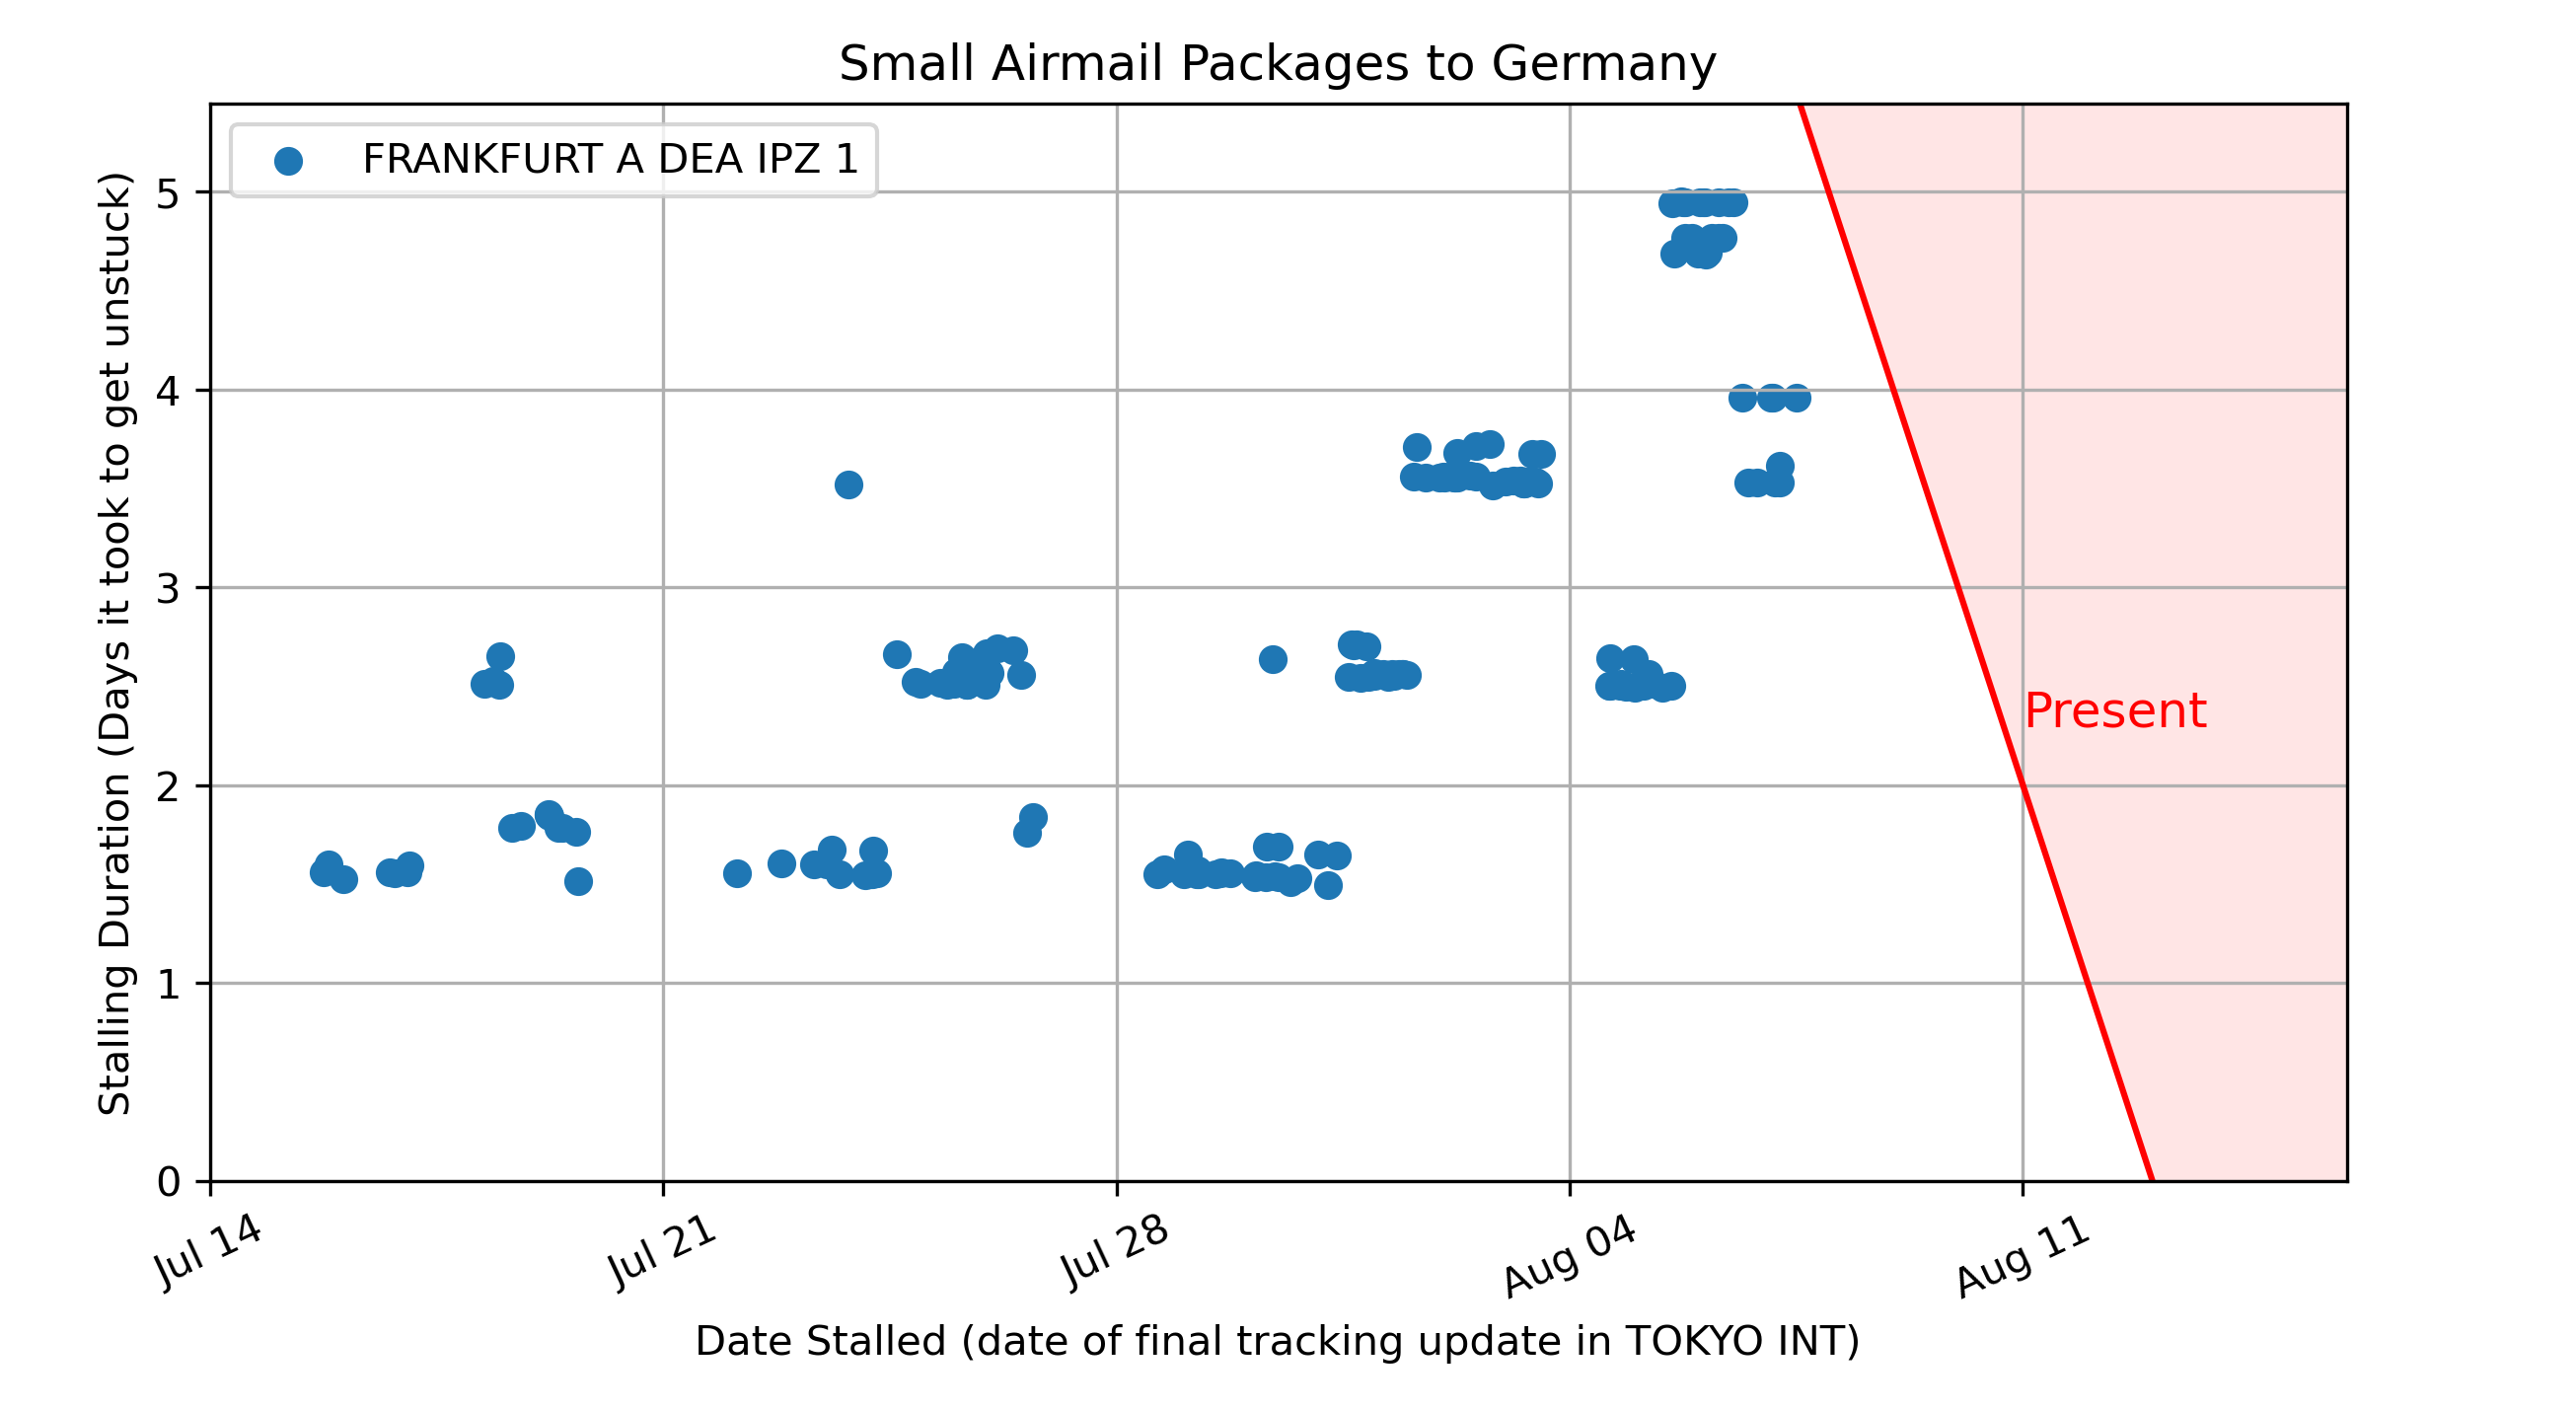 Small Airmail Packages to Germany
FRANKFURT A DEA IPZ 1
Stalling Duration (Days it took to get unstuck)
5
4
3
2
1
0
Present
Jul 14
Jul 21
Jul 28
Aug 04
Aug 11
Date Stalled (date of final tracking update in TOKYO INT)